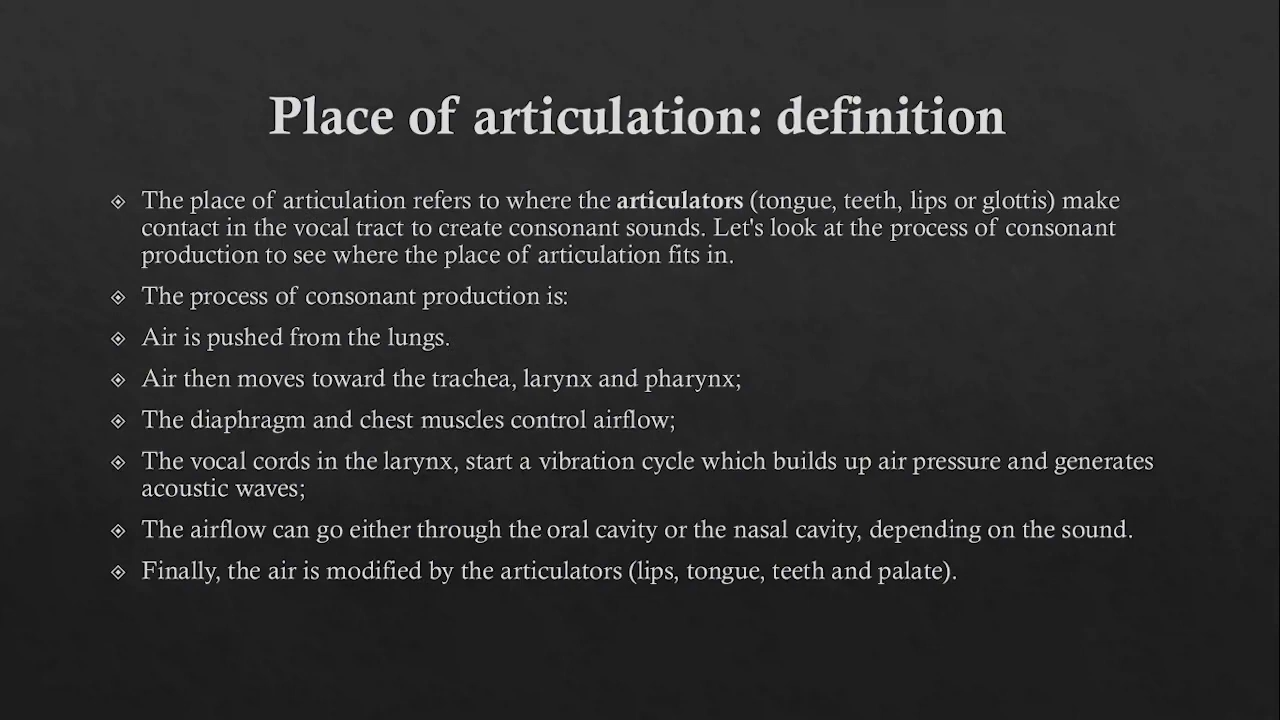 Place of articulation: definition
The place of articulation refers to where the articulators (tongue, teeth, lips or glottis) make
contact in the vocal tract to create consonant sounds. Let's look at the process of consonant
production to see where the place of articulation fits in.
The process of consonant production is:
Air is pushed from the lungs.
Air then moves toward the trachea, larynx and pharynx;
The diaphragm and chest muscles control airflow;
The vocal cords in the larynx, start a vibration cycle which builds up air pressure and generates
acoustic waves;
The airflow can go either through the oral cavity or the nasal cavity, depending on the sound.
Finally, the air is modified by the articulators (lips, tongue, teeth and palate).